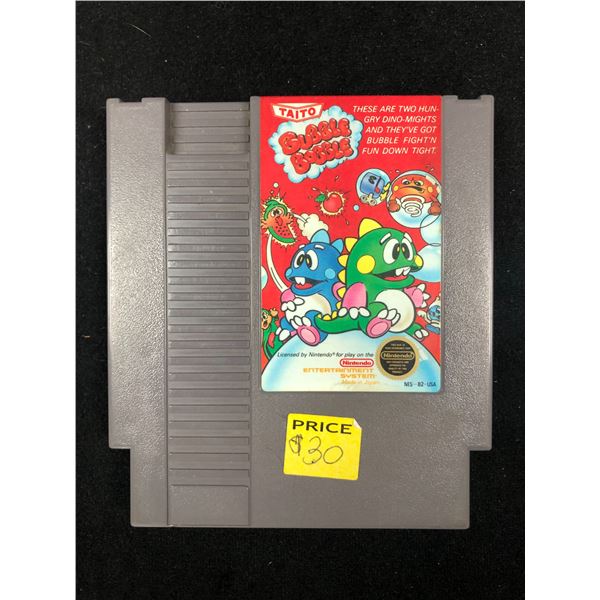 TAITO
BUBBLE
BOBBLE
THESE ARE TWO HUN-
GRY DINO-MIGHTS
AND THEY'VE GOT
BUBBLE FIGHT'N
FUN DOWN TIGHT.
Licensed by Nintendo® for play on the
Nintendo
ENTERTAINMENT
SYSTEM
Made in Japan
Nintendo
NES-B2-USA
PRICE
$30